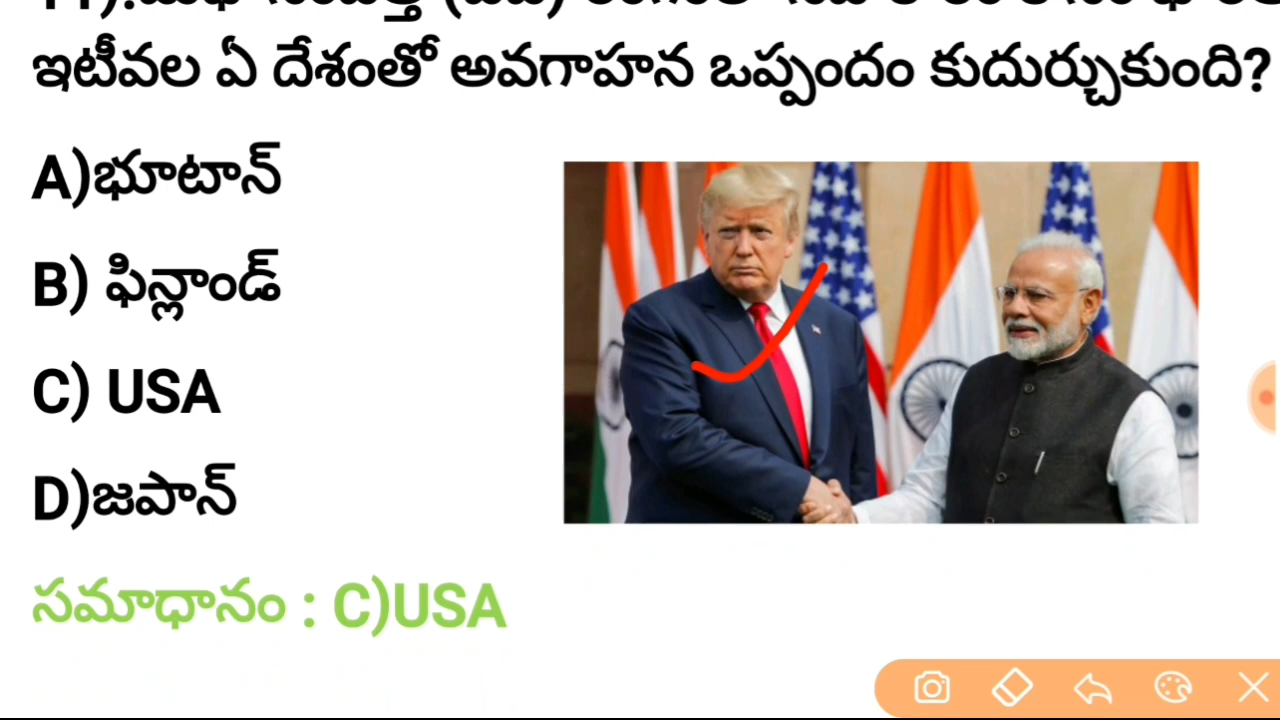 ఇటీవల ఏ దేశంతో అవగాహన ఒప్పందం కుదుర్చుకుంది?
A)భూటాన్
B) ఫిన్లాండ్
C) USA
D)జపాన్
సమాధానం : C)USA